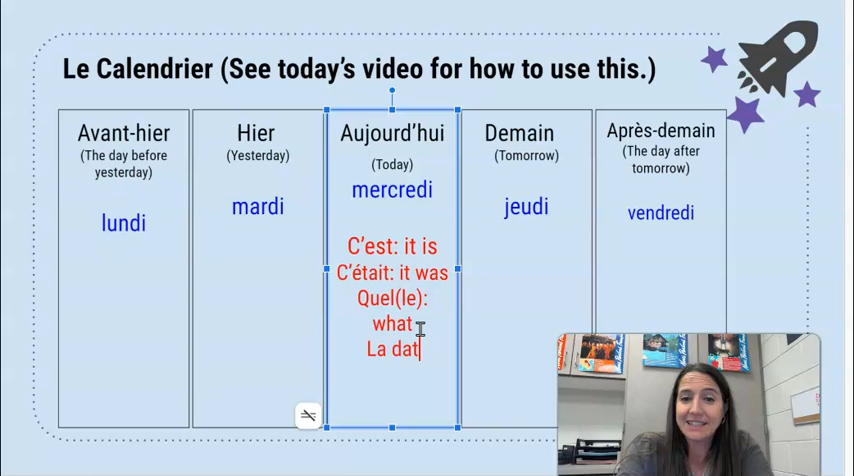 Le Calendrier (See today's video for how to use this.)
Avant-hier
(The day before
yesterday)
lundi
Hier
(Yesterday)
mardi
Aujourd'hui
(Today)
mercredi
C'est: it is
C'était: it was
Quel(le):
what
La dat
Demain
(Tomorrow)
jeudi
Après-demain
(The day after
tomorrow)
vendredi